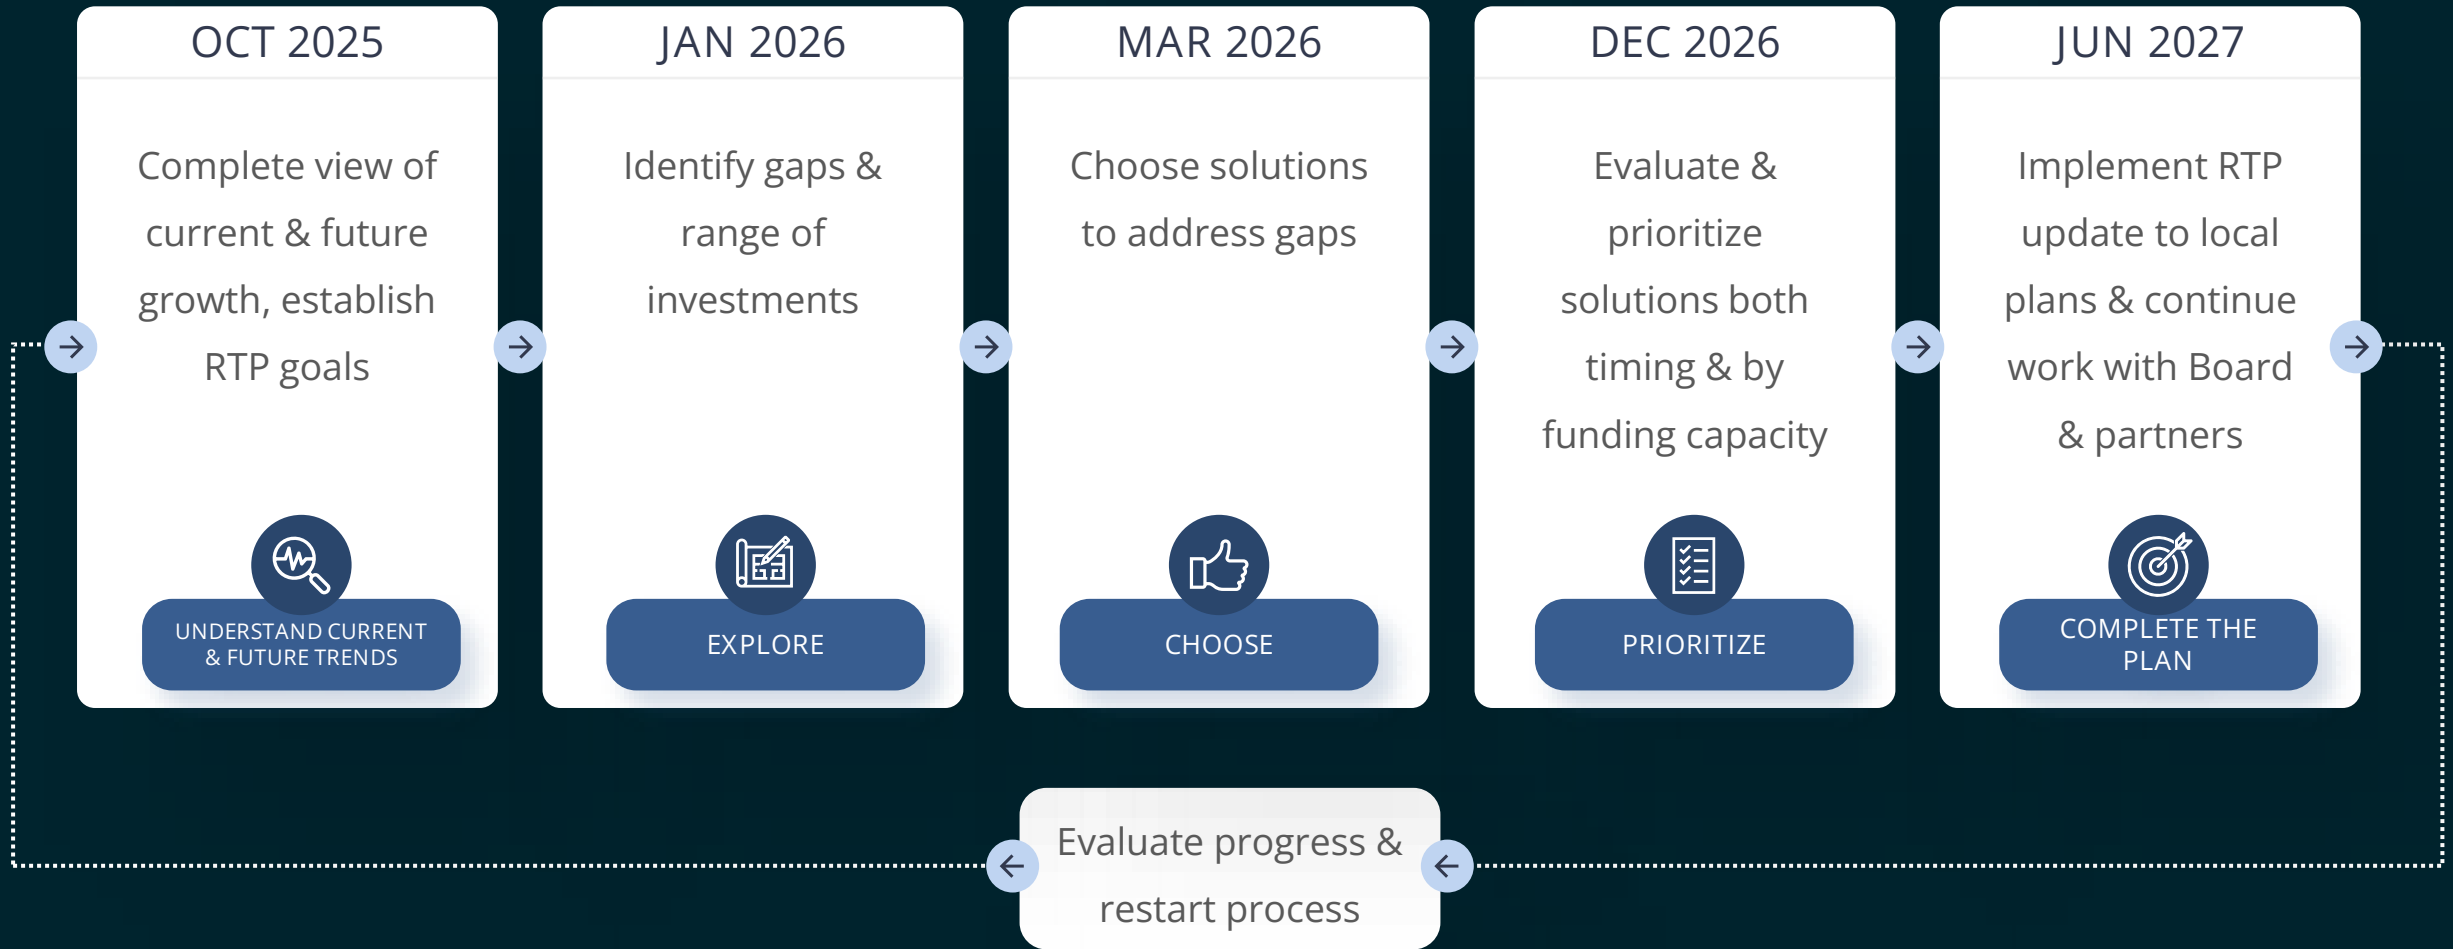 OCT 2025
Complete view of
current & future
growth, establish
RTP goals
UNDERSTAND CURRENT
& FUTURE TRENDS
JAN 2026
Identify gaps &
range of
investments
EXPLORE
MAR 2026
Choose solutions
to address gaps
CHOOSE
DEC 2026
Evaluate &
prioritize
solutions both
timing & by
funding capacity
PRIORITIZE
JUN 2027
Implement RTP
update to local
plans & continue
work with Board
& partners
COMPLETE THE
PLAN
Evaluate progress &
restart process